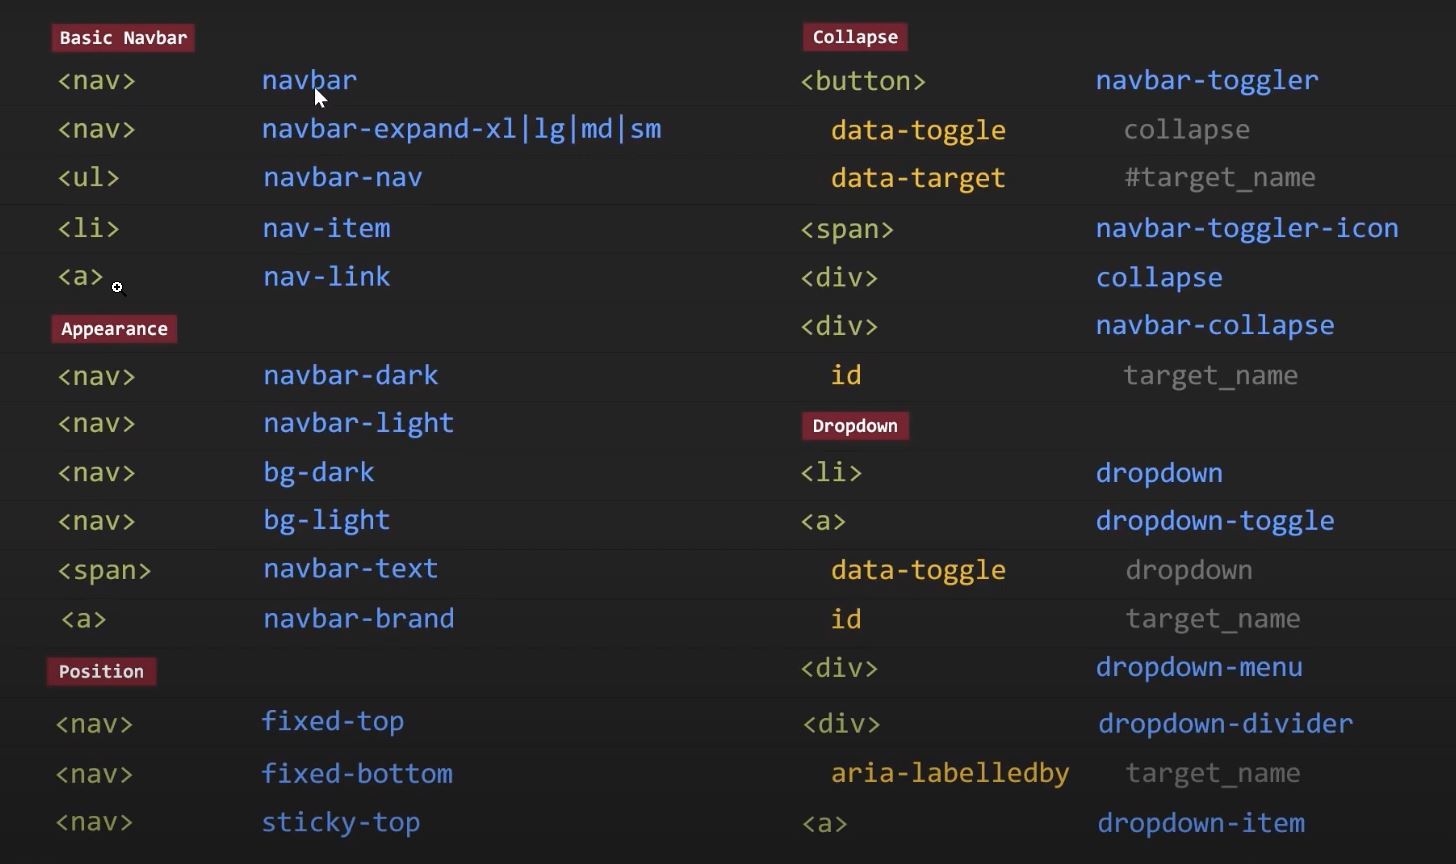 Basic Navbar
<nav> navbar
<nav> navbar-expand-xl|lg|md|sm
<ul> navbar-nav
<li> nav-item
<a> nav-link
Appearance
<nav> navbar-dark
<nav> navbar-light
<nav> bg-dark
<nav> bg-light
<span> navbar-text
<a> navbar-brand
Position
<nav> fixed-top
<nav> fixed-bottom
<nav> sticky-top
Collapse
<button> navbar-toggler
data-toggle collapse
data-target #target_name
<span> navbar-toggler-icon
<div> collapse
<div> navbar-collapse
id target_name
Dropdown
<li> dropdown
<a> dropdown-toggle
data-toggle dropdown
id target_name
<div> dropdown-menu
<div> dropdown-divider
aria-labelledby target_name
<a> dropdown-item